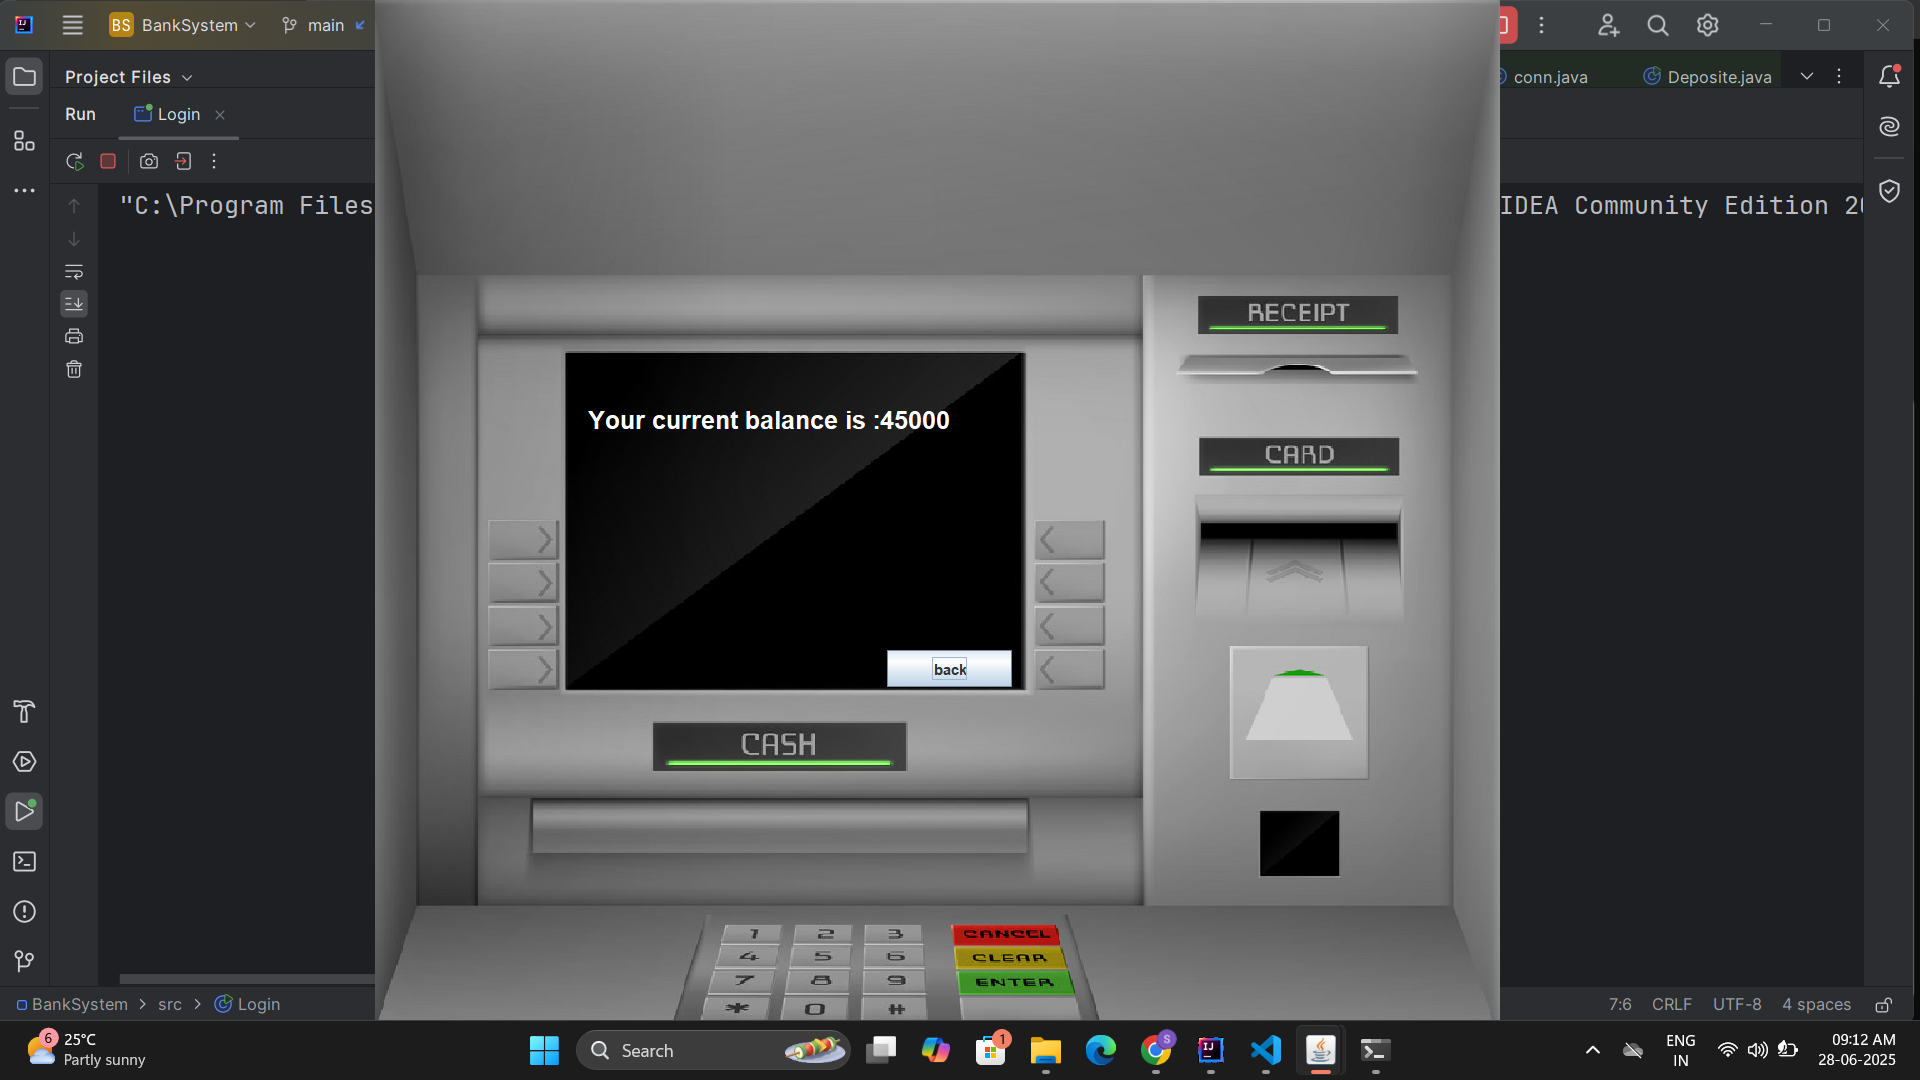 BS BankSystem main
Project Files
conn.java Deposite.java
Run Login
"C:\Program Files
IDEA Community Edition 20
RECEIPT
Your current balance is :45000
CARD
back
CASH
1 2 3 CANCEL
4 5 6 CLEAR
7 8 9 ENTER
* 0 #
BankSystem > src > Login
7:6 CRLF UTF-8 4 spaces
6 25°C
Partly sunny
Search
1
S
ENG
IN
09:12 AM
28-06-2025